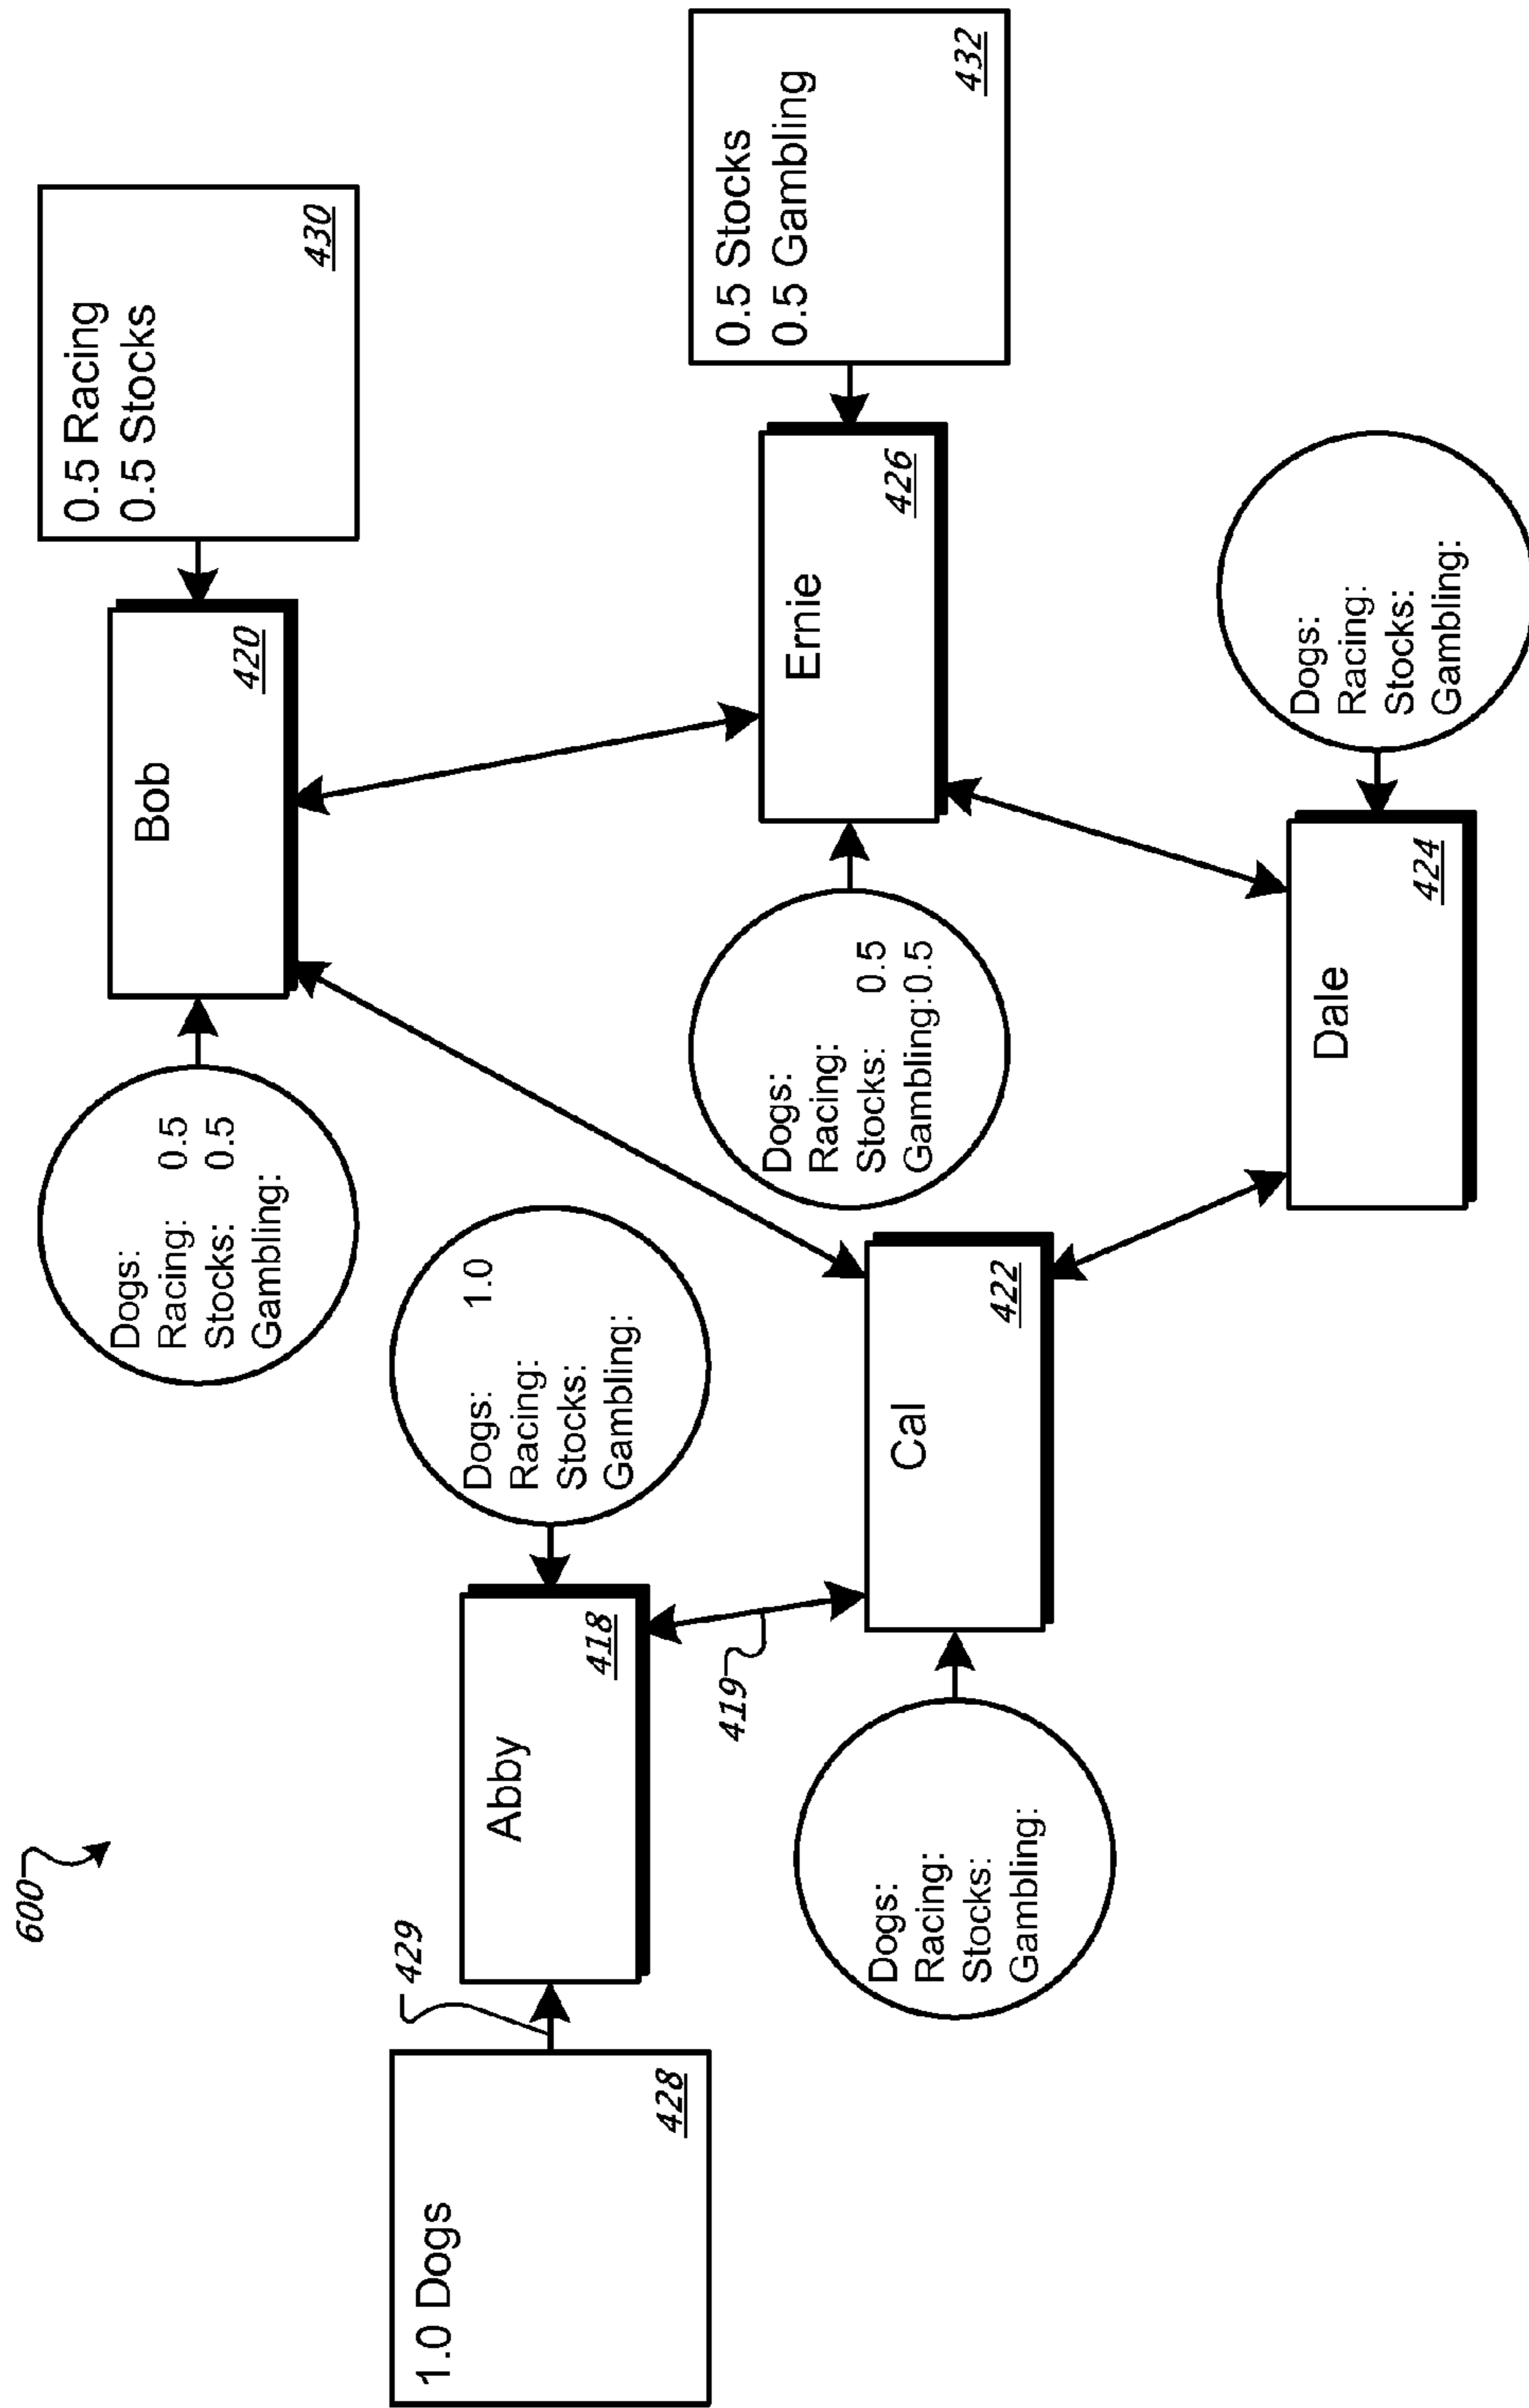 600
1.0 Dogs
428
429
Abby
418
Dogs: 1.0
Racing:
Stocks:
Gambling:
419
Dogs:
Racing: 0.5
Stocks: 0.5
Gambling:
Bob
420
0.5 Racing
0.5 Stocks
430
Dogs:
Racing:
Stocks:
Gambling:
Cal
422
Dogs:
Racing:
Stocks: 0.5
Gambling:0.5
Ernie
426
0.5 Stocks
0.5 Gambling
432
Dale
424
Dogs:
Racing:
Stocks:
Gambling: